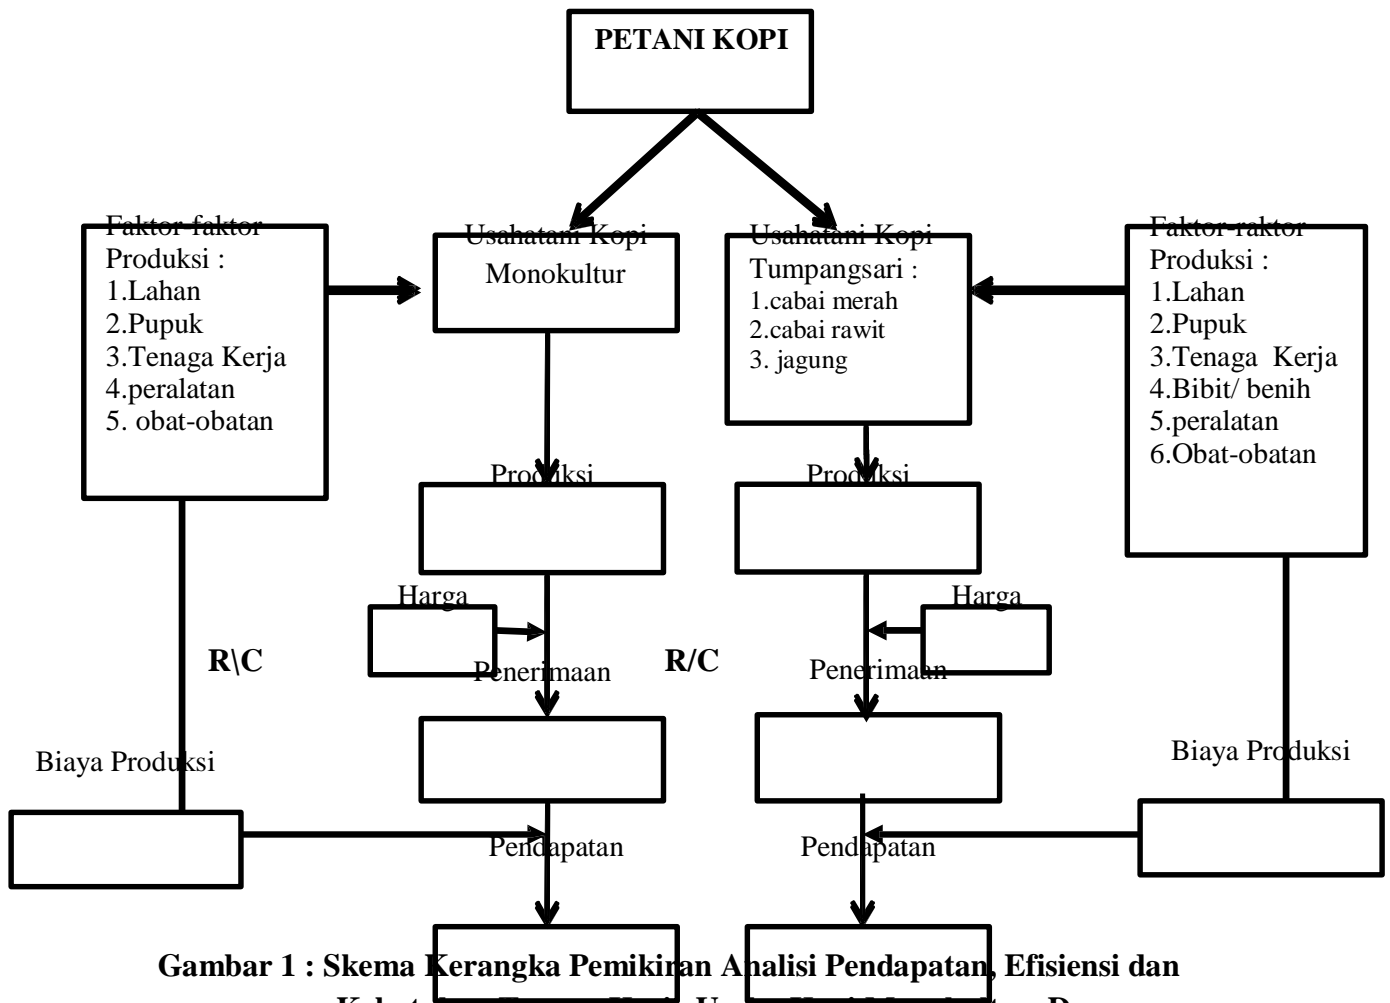 PETANI KOPI
Faktor-faktor
Produksi :
1.Lahan
2.Pupuk
3.Tenaga Kerja
4.peralatan
5. obat-obatan
Usahatani Kopi
Monokultur
Usahatani Kopi
Tumpangsari :
1.cabai merah
2.cabai rawit
3. jagung
Faktor-raktor
Produksi :
1.Lahan
2.Pupuk
3.Tenaga Kerja
4.Bibit/ benih
5.peralatan
6.Obat-obatan
Produksi
Produksi
Harga
Harga
R\C
Penerimaan
R/C
Penerimaan
Biaya Produksi
Biaya Produksi
Pendapatan
Pendapatan
Gambar 1 : Skema Kerangka Pemikiran Analisi Pendapatan, Efisiensi dan